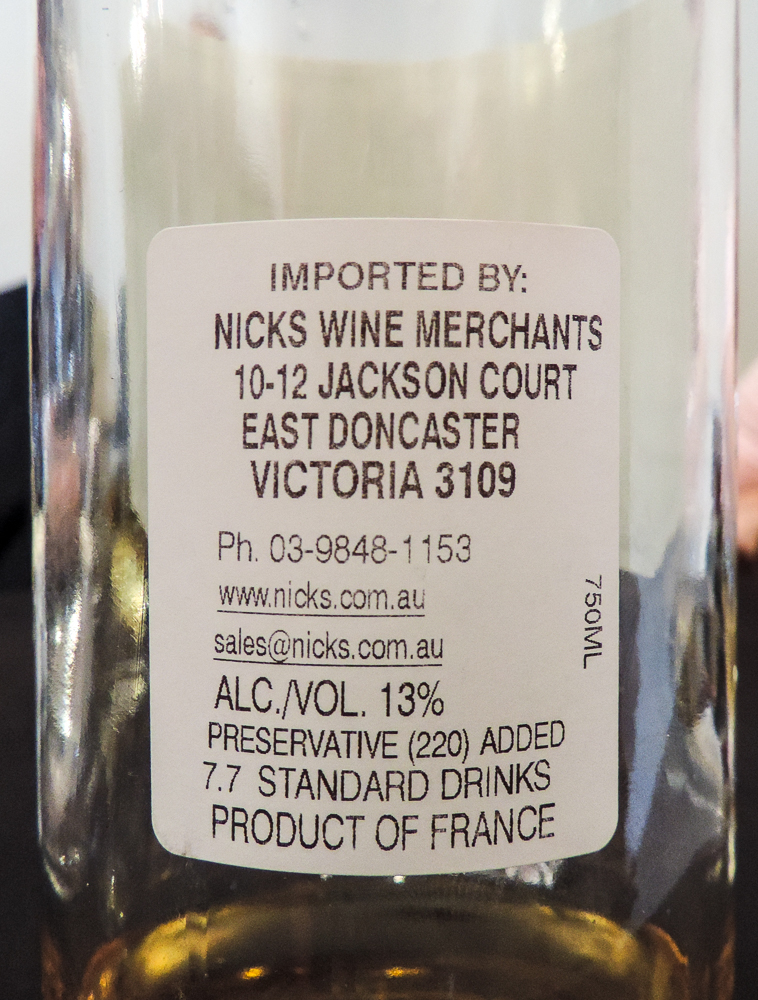 IMPORTED BY:
NICKS WINE MERCHANTS
10-12 JACKSON COURT
EAST DONCASTER
VICTORIA 3109
Ph. 03-9848-1153
www.nicks.com.au
sales@nicks.com.au
750ML
ALC./VOL. 13%
PRESERVATIVE (220) ADDED
7.7 STANDARD DRINKS
PRODUCT OF FRANCE